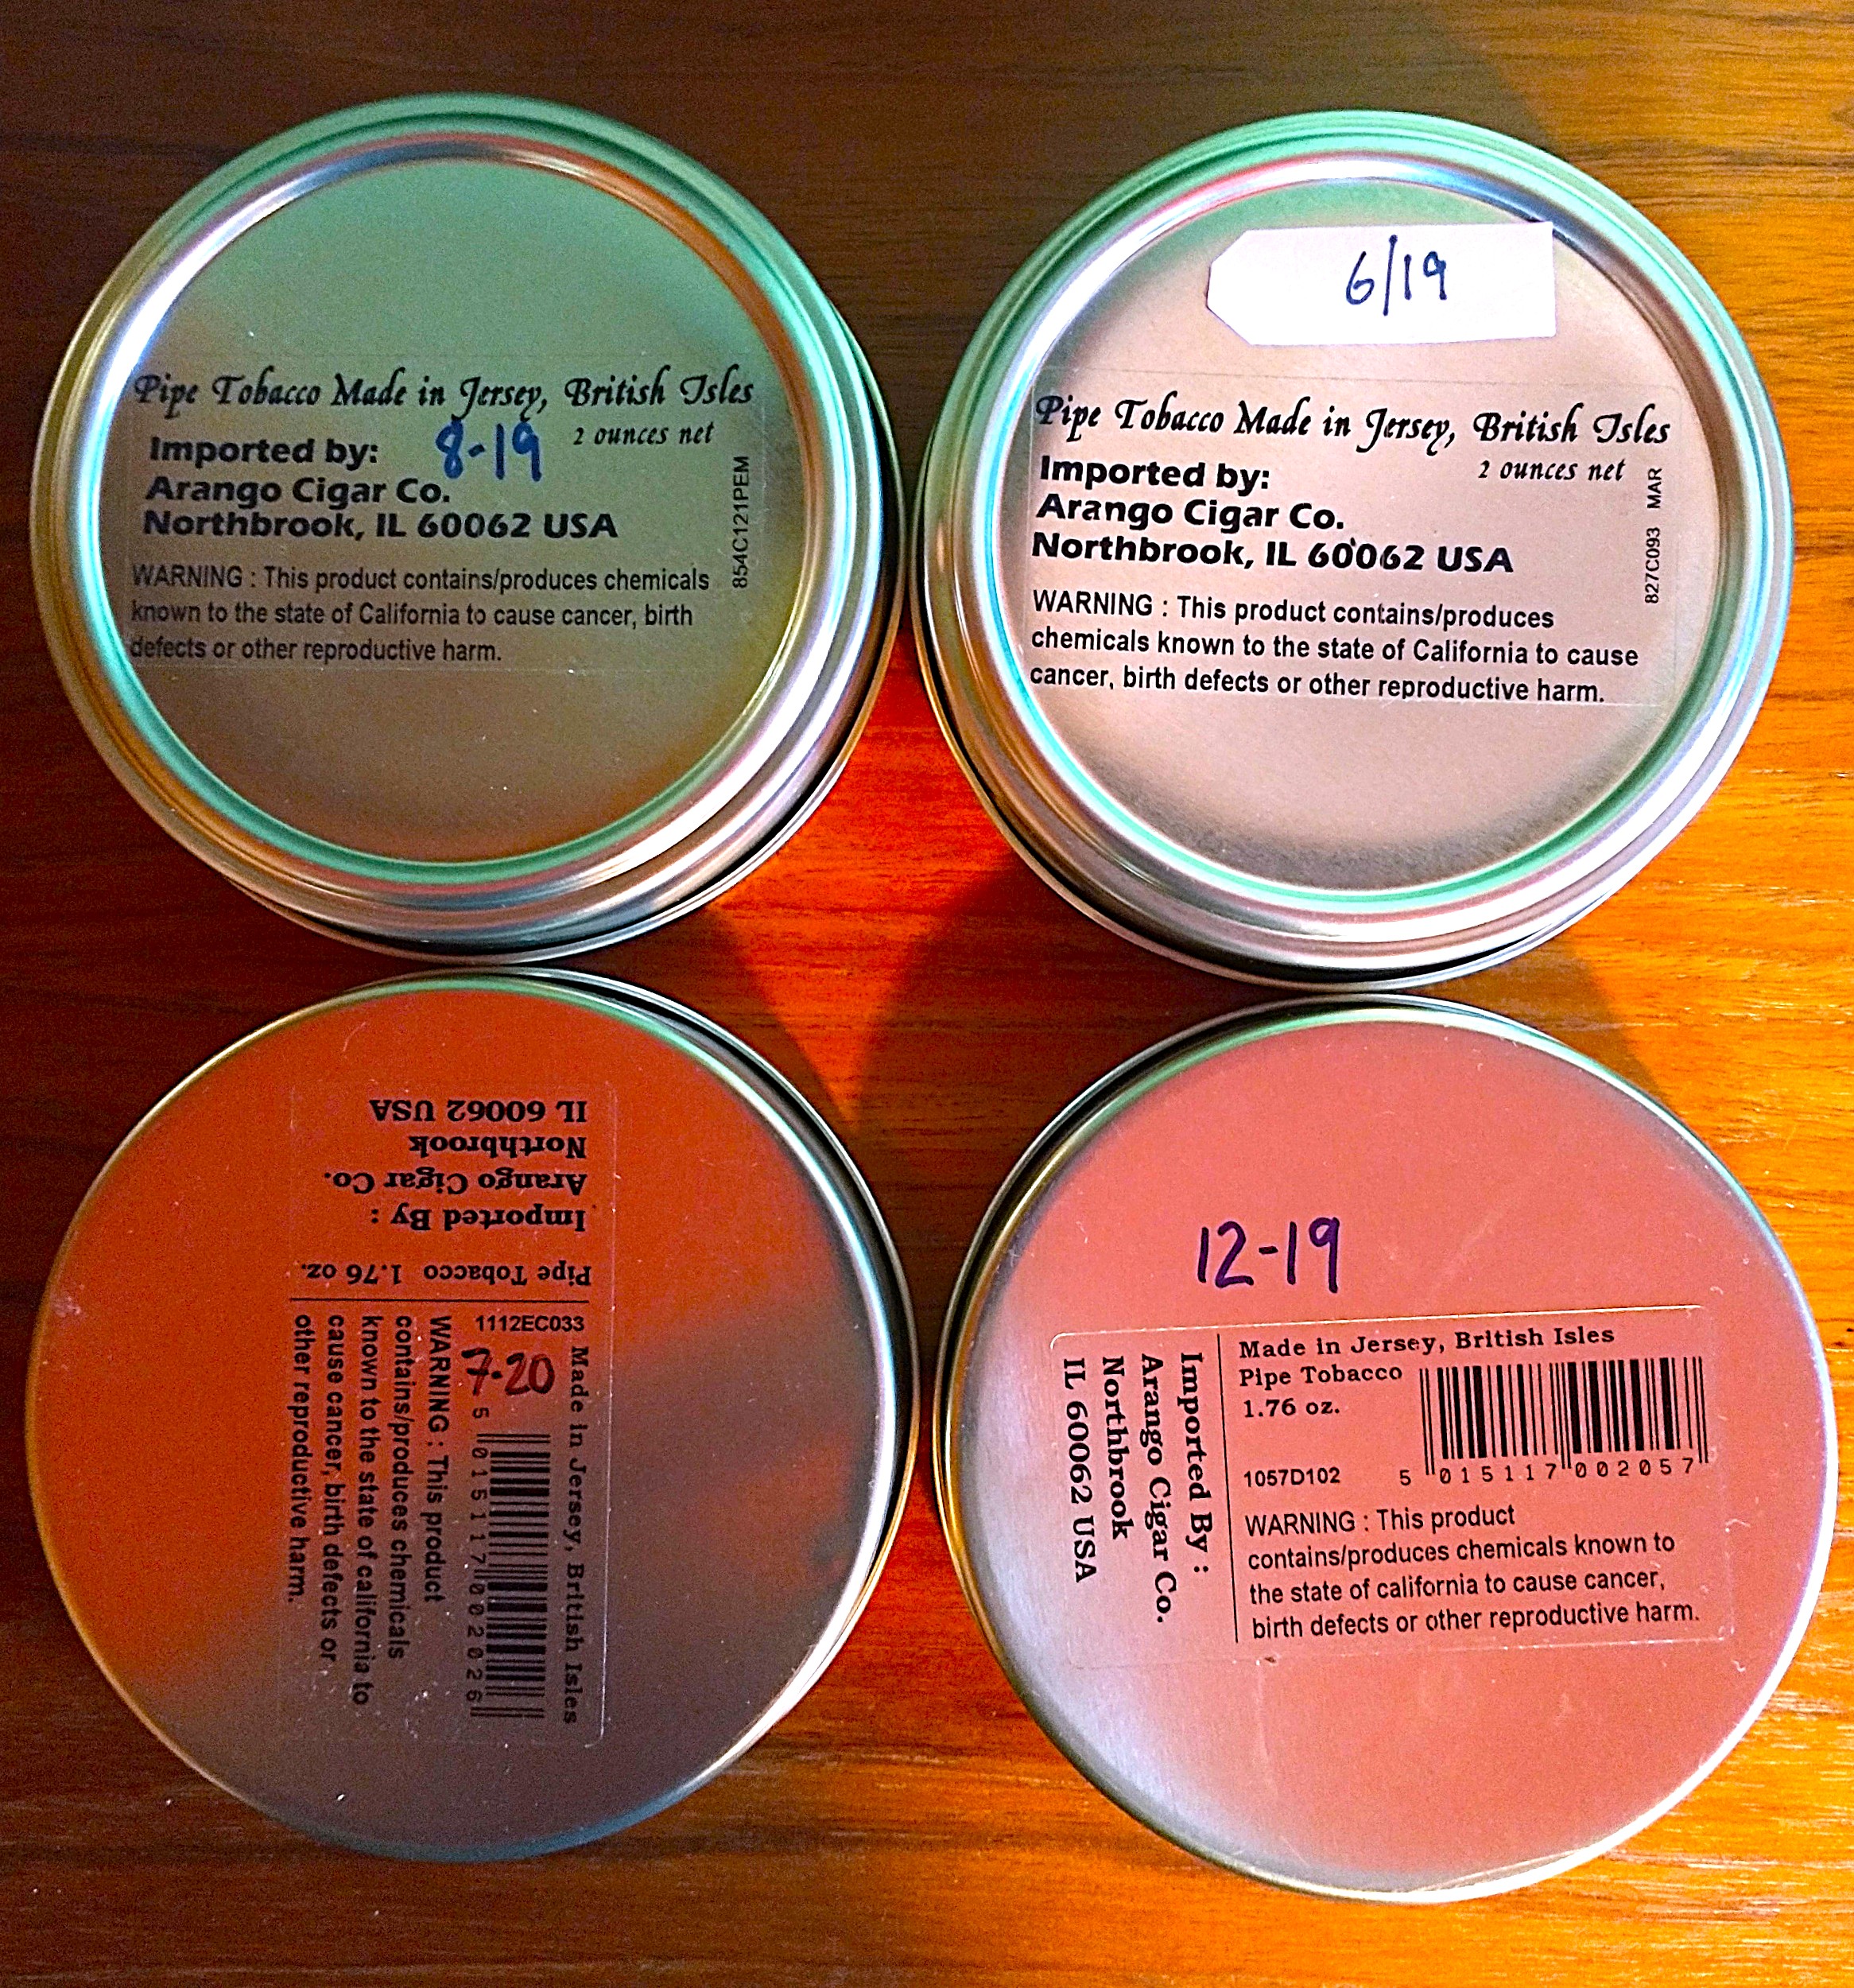 Pipe Tobacco Made in Jersey, British Isles
8-19
2 ounces net
Imported by:
Arango Cigar Co.
Northbrook, IL 60062 USA
854C121PEM
WARNING : This product contains/produces chemicals
known to the state of California to cause cancer, birth
defects or other reproductive harm.
6/19
Pipe Tobacco Made in Jersey, British Isles
2 ounces net
Imported by:
Arango Cigar Co.
Northbrook, IL 60062 USA
827C093 MAR
WARNING : This product contains/produces
chemicals known to the state of California to cause
cancer, birth defects or other reproductive harm.
Pipe Tobacco 1.76 oz.
Imported By :
Arango Cigar Co.
Northbrook
IL 60062 USA
1112EC033
7-20
Made in Jersey, British Isles
5 015117 002026
WARNING : This product
contains/produces chemicals
known to the state of california to
cause cancer, birth defects or
other reproductive harm.
12-19
Made in Jersey, British Isles
Pipe Tobacco
1.76 oz.
1057D102
5 015117 002057
WARNING : This product
contains/produces chemicals known to
the state of california to cause cancer,
birth defects or other reproductive harm.
Imported By :
Arango Cigar Co.
Northbrook
IL 60062 USA